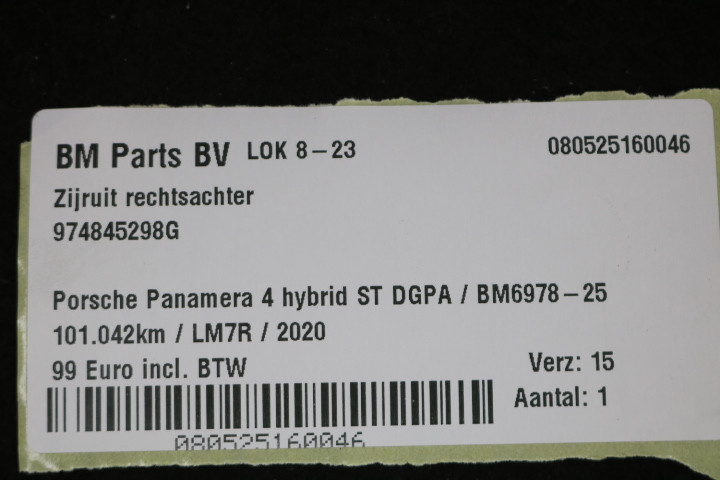 BM Parts BV LOK 8-23 080525160046
Zijruit rechtsachter
974845298G
Porsche Panamera 4 hybrid ST DGPA / BM6978-25
101.042km / LM7R / 2020
99 Euro incl. BTW Verz: 15
Aantal: 1
080525160046